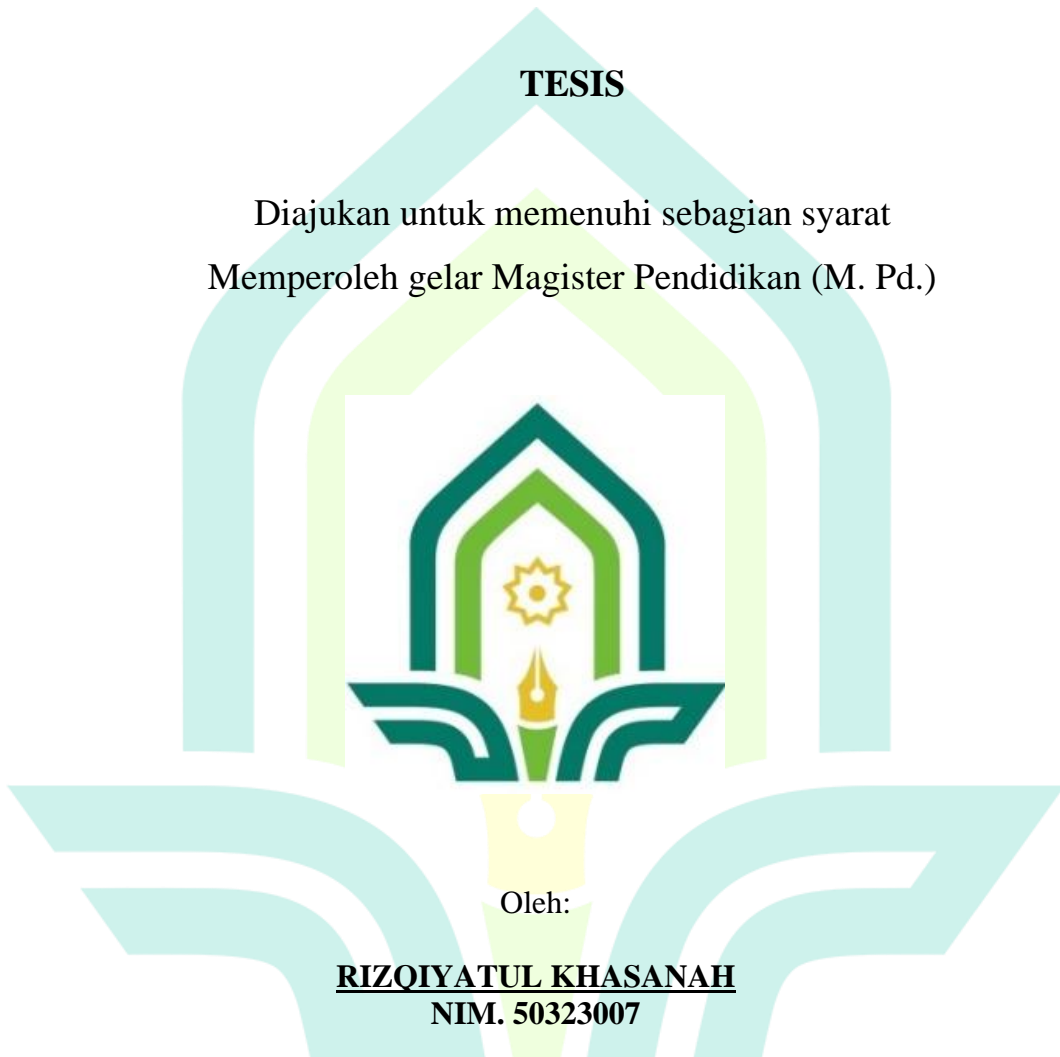 TESIS
Diajukan untuk memenuhi sebagian syarat
Memperoleh gelar Magister Pendidikan (M. Pd.)
Oleh:
RIZQIYATUL KHASANAH
NIM. 50323007